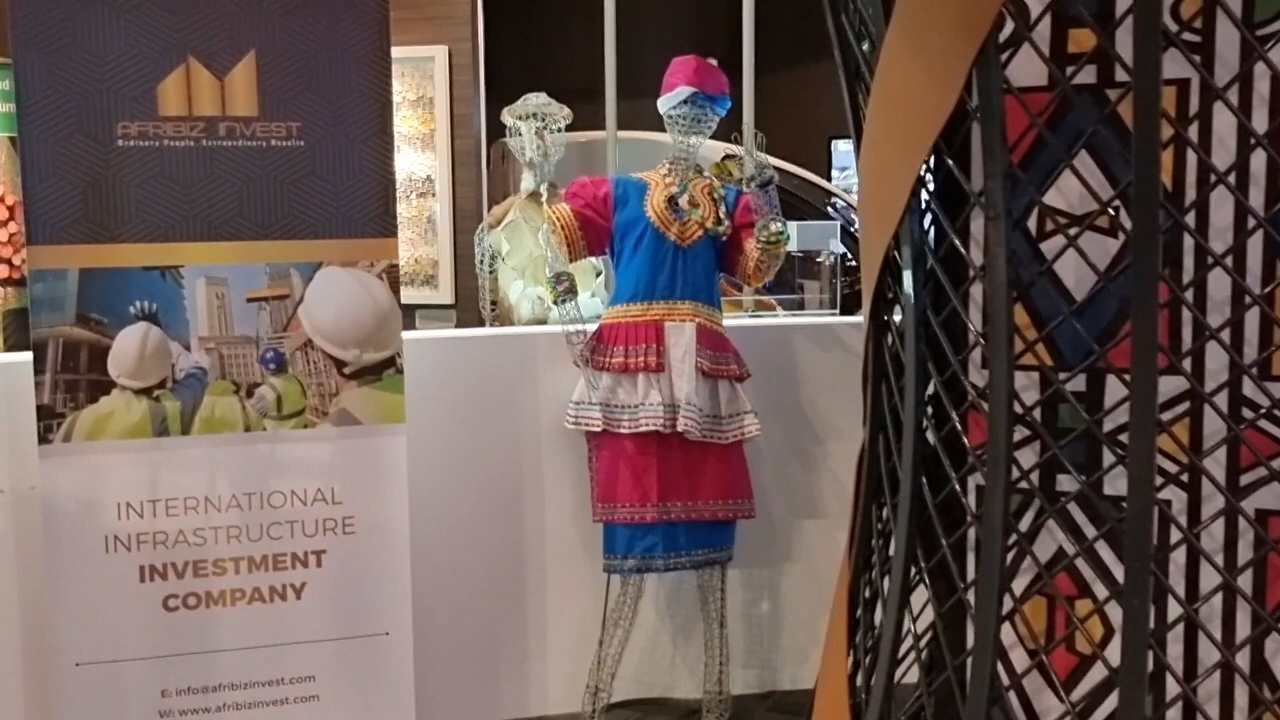 AFRIBIZ INVEST
Ordinary People. Extraordinary Results
INTERNATIONAL
INFRASTRUCTURE
INVESTMENT
COMPANY
E: info@afribizinvest.com
W: www.afribizinvest.com